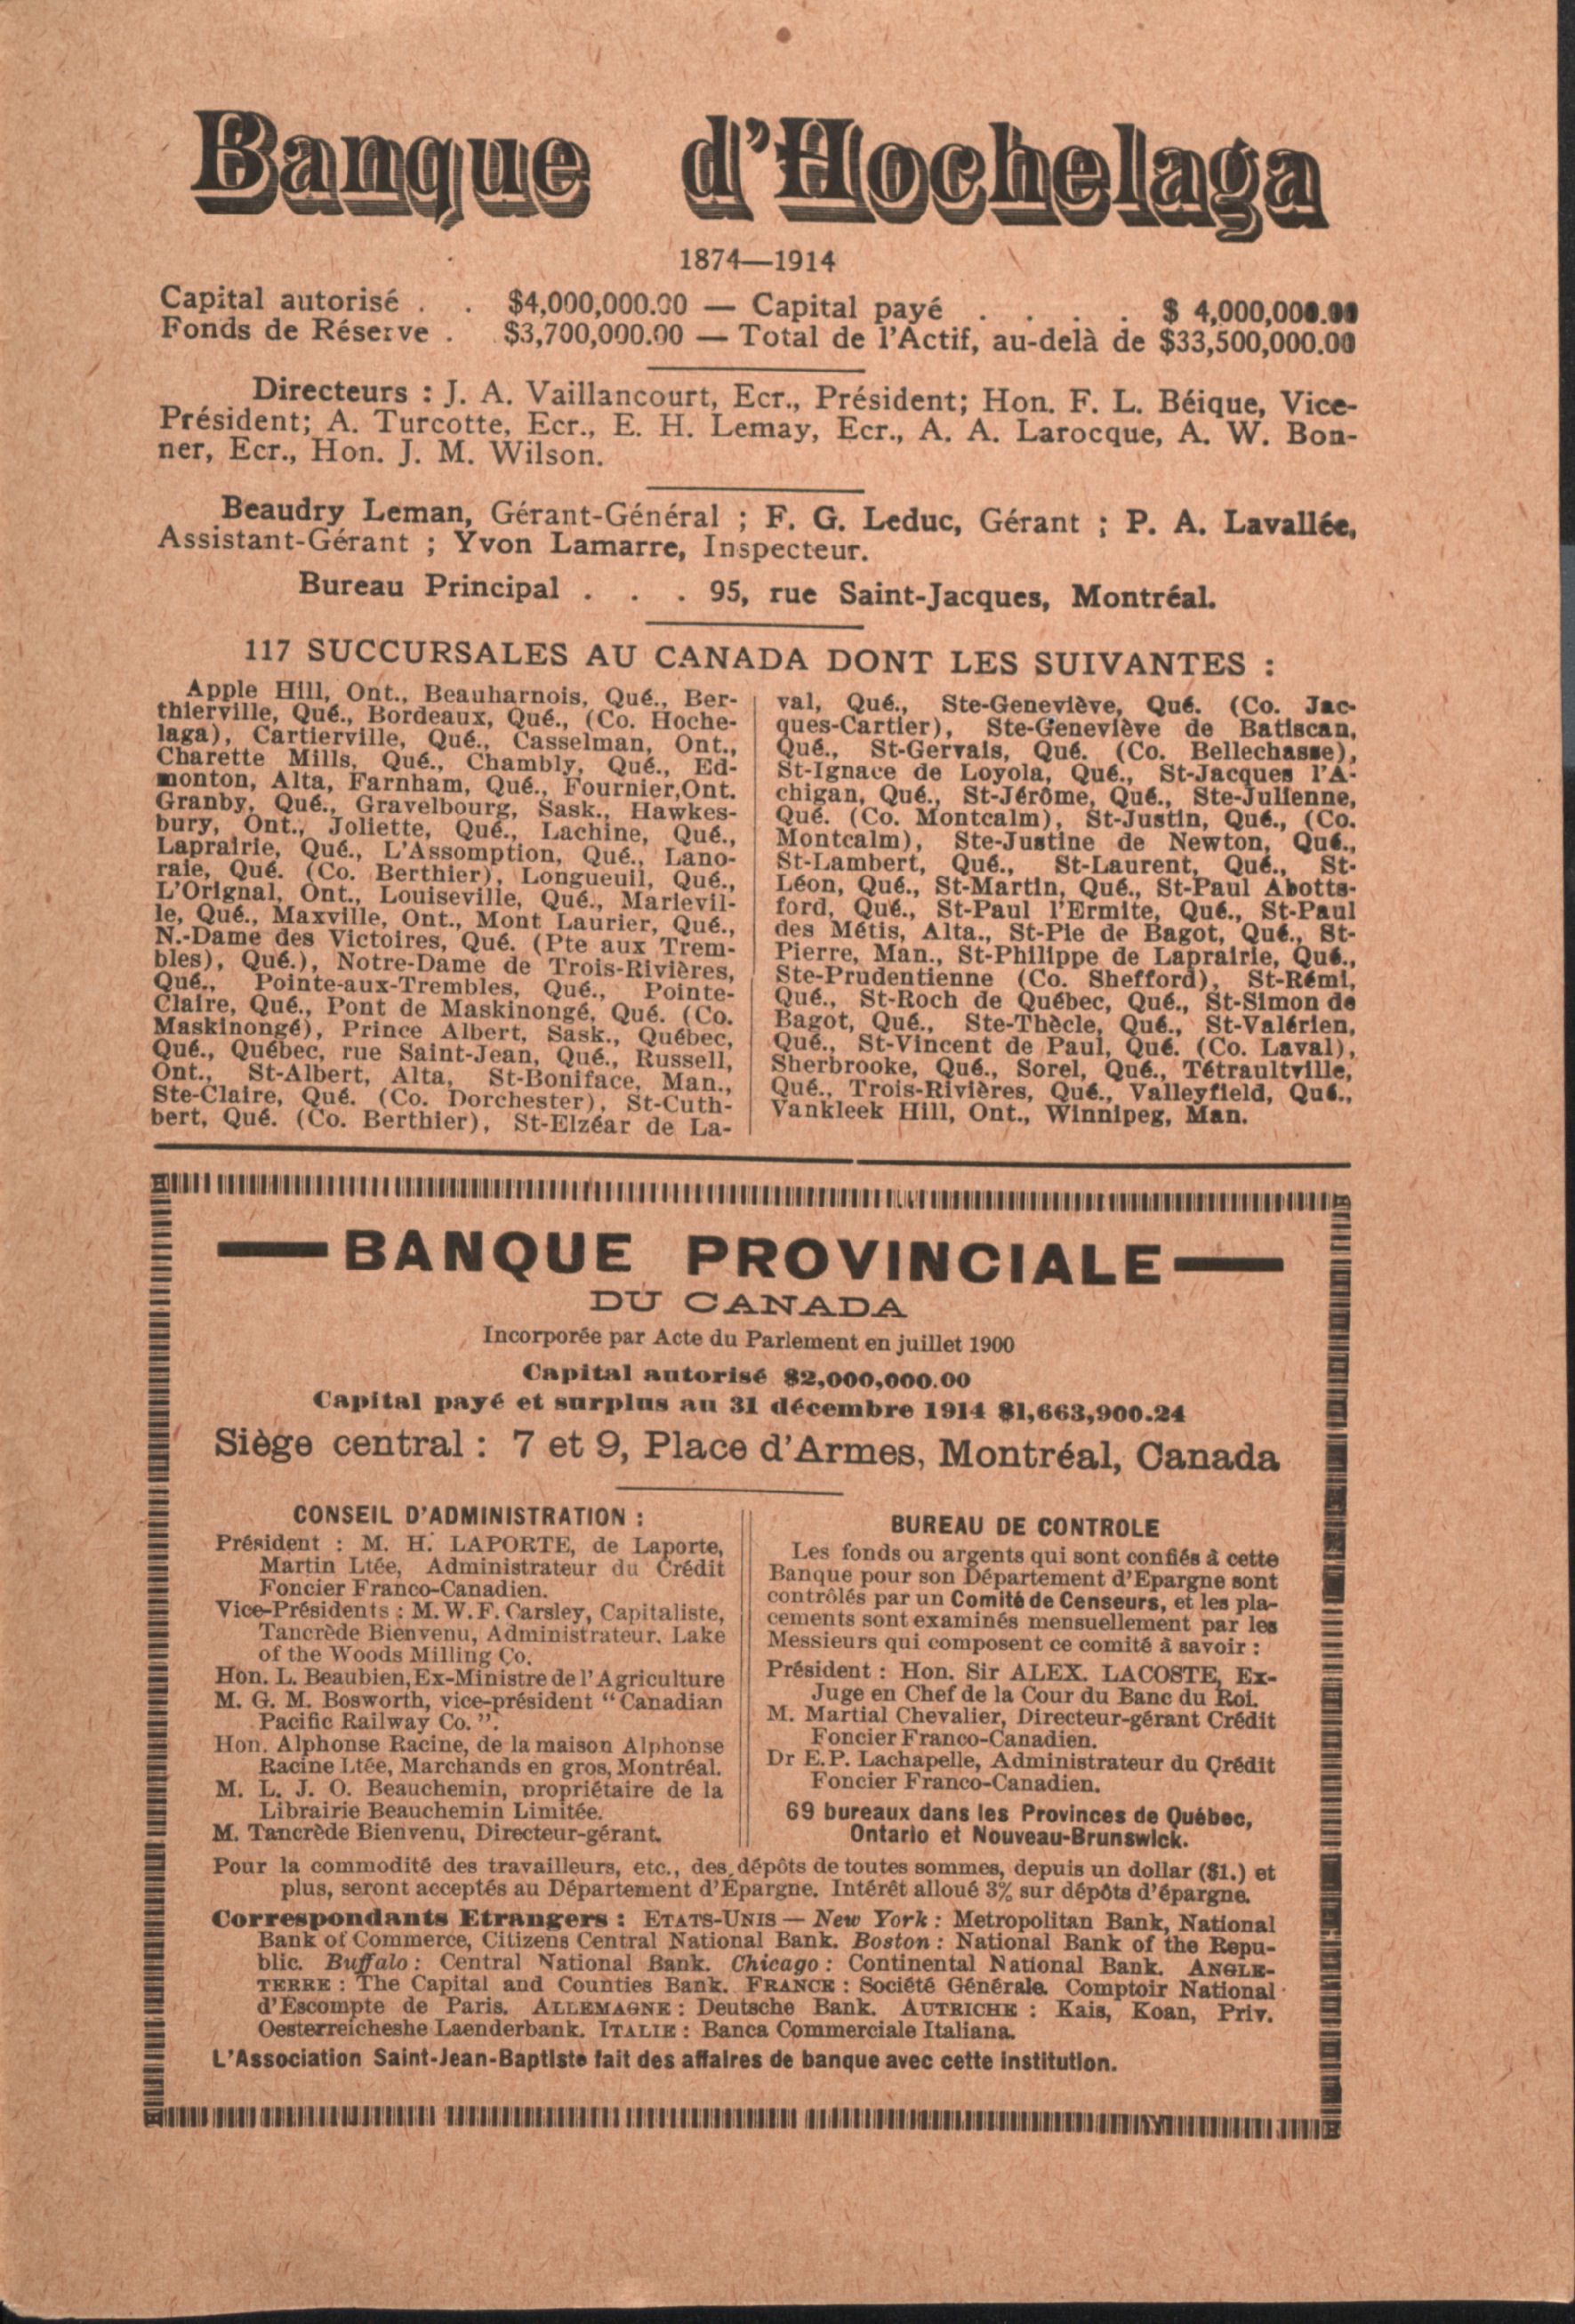 Banque d'Hochelaga
1874—1914
Capital autorisé . . $4,000,000.00 — Capital payé . . . . $ 4,000,000.00
Fonds de Réserve . $3,700,000.00 — Total de l'Actif, au-delà de $33,500,000.00
Directeurs : J. A. Vaillancourt, Ecr., Président; Hon. F. L. Béique, Vice-
Président; A. Turcotte, Ecr., E. H. Lemay, Ecr., A. A. Larocque, A. W. Bon-
ner, Ecr., Hon. J. M. Wilson.
Beaudry Leman, Gérant-Général ; F. G. Leduc, Gérant ; P. A. Lavallée,
Assistant-Gérant ; Yvon Lamarre, Inspecteur.
Bureau Principal . . . 95, rue Saint-Jacques, Montréal.
117 SUCCURSALES AU CANADA DONT LES SUIVANTES :
Apple Hill, Ont., Beauharnois, Qué., Ber-
thierville, Qué., Bordeaux, Qué., (Co. Hoche-
laga), Cartierville, Qué., Casselman, Ont.,
Charette Mills, Qué., Chambly, Qué., Ed-
monton, Alta, Farnham, Qué., Fournier,Ont.
Granby, Qué., Gravelbourg, Sask., Hawkes-
bury, Ont., Joliette, Qué., Lachine, Qué.,
Laprairie, Qué., L'Assomption, Qué., Lano-
raie, Qué. (Co. Berthier), Longueuil, Qué.,
L'Orignal, Ont., Louiseville, Qué., Marievil-
le, Qué., Maxville, Ont., Mont Laurier, Qué.,
N.-Dame des Victoires, Qué. (Pte aux Trem-
bles), Qué.), Notre-Dame de Trois-Rivières,
Qué., Pointe-aux-Trembles, Qué., Pointe-
Claire, Qué., Pont de Maskinongé, Qué. (Co.
Maskinongé), Prince Albert, Sask., Québec,
Qué., Québec, rue Saint-Jean, Qué., Russell,
Ont., St-Albert, Alta, St-Boniface, Man.,
Ste-Claire, Qué. (Co. Dorchester), St-Cuth-
bert, Qué. (Co. Berthier), St-Elzéar de La-
val, Qué., Ste-Geneviève, Qué. (Co. Jac-
ques-Cartier), Ste-Geneviève de Batiscan,
Qué., St-Gervais, Qué. (Co. Bellechasse),
St-Ignace de Loyola, Qué., St-Jacques l'A-
chigan, Qué., St-Jérôme, Qué., Ste-Julienne,
Qué. (Co. Montcalm), St-Justin, Qué., (Co.
Montcalm), Ste-Justine de Newton, Qué.,
St-Lambert, Qué., St-Laurent, Qué., St-
Léon, Qué., St-Martin, Qué., St-Paul Abotts-
ford, Qué., St-Paul l'Ermite, Qué., St-Paul
des Métis, Alta., St-Pie de Bagot, Qué., St-
Pierre, Man., St-Philippe de Laprairie, Qué.,
Ste-Prudentienne (Co. Shefford), St-Rémi,
Qué., St-Roch de Québec, Qué., St-Simon de
Bagot, Qué., Ste-Thècle, Qué., St-Valérien,
Qué., St-Vincent de Paul, Qué. (Co. Laval),
Sherbrooke, Qué., Sorel, Qué., Tétraultville,
Qué., Trois-Rivières, Qué., Valleyfield, Qué.,
Vankleek Hill, Ont., Winnipeg, Man.
—BANQUE PROVINCIALE—
DU CANADA
Incorporée par Acte du Parlement en juillet 1900
Capital autorisé $2,000,000.00
Capital payé et surplus au 31 décembre 1914 $1,663,900.24
Siège central : 7 et 9, Place d'Armes, Montréal, Canada
CONSEIL D'ADMINISTRATION :
Président : M. H. LAPORTE, de Laporte,
Martin Ltée, Administrateur du Crédit
Foncier Franco-Canadien.
Vice-Présidents : M. W. F. Carsley, Capitaliste,
Tancrède Bienvenu, Administrateur. Lake
of the Woods Milling Co.
Hon. L. Beaubien, Ex-Ministre de l'Agriculture
M. G. M. Bosworth, vice-président "Canadian
Pacific Railway Co.".
Hon. Alphonse Racine, de la maison Alphonse
Racine Ltée, Marchands en gros, Montréal.
M. L. J. O. Beauchemin, propriétaire de la
Librairie Beauchemin Limitée.
M. Tancrède Bienvenu, Directeur-gérant.
BUREAU DE CONTROLE
Les fonds ou argents qui sont confiés à cette
Banque pour son Département d'Epargne sont
contrôlés par un Comité de Censeurs, et les pla-
cements sont examinés mensuellement par les
Messieurs qui composent ce comité à savoir :
Président : Hon. Sir ALEX. LACOSTE, Ex-
Juge en Chef de la Cour du Banc du Roi.
M. Martial Chevalier, Directeur-gérant Crédit
Foncier Franco-Canadien.
Dr E. P. Lachapelle, Administrateur du Crédit
Foncier Franco-Canadien.
69 bureaux dans les Provinces de Québec,
Ontario et Nouveau-Brunswick.
Pour la commodité des travailleurs, etc., des dépôts de toutes sommes, depuis un dollar ($1.) et
plus, seront acceptés au Département d'Épargne. Intérêt alloué 3% sur dépôts d'épargne.
Correspondants Etrangers : ETATS-UNIS — New York : Metropolitan Bank, National
Bank of Commerce, Citizens Central National Bank. Boston : National Bank of the Repu-
blic. Buffalo : Central National Bank. Chicago : Continental National Bank. ANGLE-
TERRE : The Capital and Counties Bank. FRANCE : Société Générale. Comptoir National
d'Escompte de Paris. ALLEMAGNE : Deutsche Bank. AUTRICHE : Kais, Koan, Priv.
Oesterreicheshe Laenderbank. ITALIE : Banca Commerciale Italiana.
L'Association Saint-Jean-Baptiste fait des affaires de banque avec cette institution.